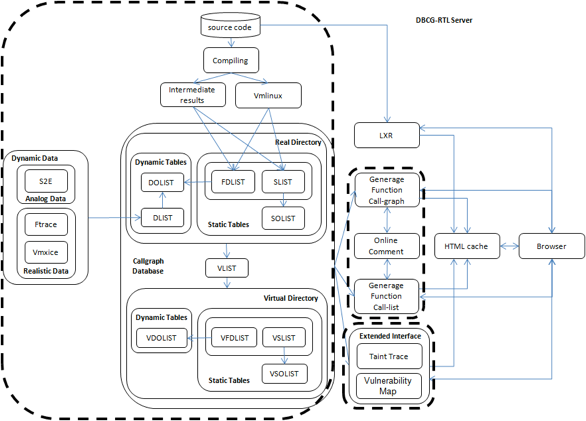 source code
DBCG-RTL Server
Compiling
Intermediate
results
Vmlinux
LXR
Real Directory
Dynamic Data
S2E
Analog Data
Ftrace
Vmxice
Realistic Data
Dynamic Tables
DOLIST
DLIST
FDLIST
SLIST
SOLIST
Static Tables
Generage
Function
Call-graph
Online
Comment
Generage
Function
Call-list
HTML cache
Browser
Callgraph
Database
VLIST
Virtual Directory
Dynamic Tables
VDOLIST
VFDLIST
VSLIST
VSOLIST
Static Tables
Extended Interface
Taint Trace
Vulnerability
Map